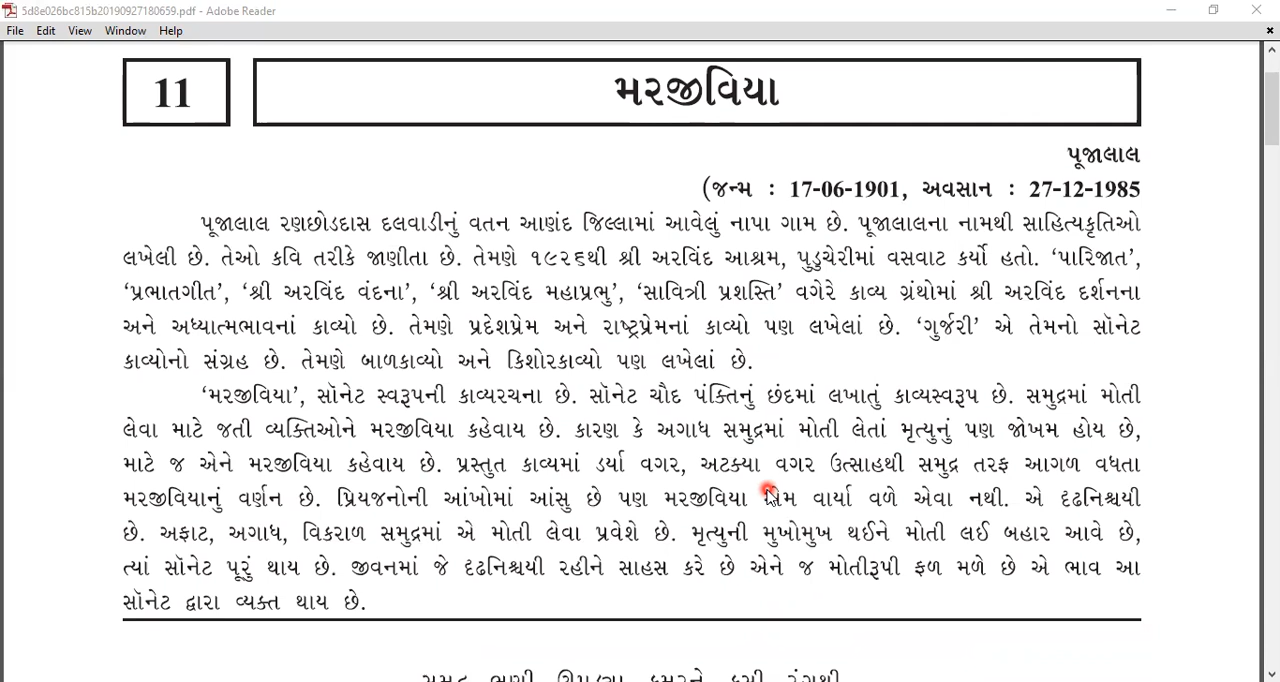 5d8e026bc815b20190927180659.pdf - Adobe Reader
File Edit View Window Help
11
મરજીવિયા
પૂજાલાલ
(જન્મ : 17-06-1901, અવસાન : 27-12-1985
પૂજાલાલ રણછોડદાસ દલવાડીનું વતન આણંદ જિલ્લામાં આવેલું નાપા ગામ છે. પૂજાલાલના નામથી સાહિત્યકૃતિઓ
લખેલી છે. તેઓ કવિ તરીકે જાણીતા છે. તેમણે ૧૯૨૬થી શ્રી અરવિંદ આશ્રમ, પુડુચેરીમાં વસવાટ કર્યો હતો. ‘પારિજાત’,
‘પ્રભાતગીત’, ‘શ્રી અરવિંદ વંદના’, ‘શ્રી અરવિંદ મહાપ્રભુ’, ‘સાવિત્રી પ્રશસ્તિ’ વગેરે કાવ્ય ગ્રંથોમાં શ્રી અરવિંદ દર્શનના
અને અધ્યાત્મભાવનાં કાવ્યો છે. તેમણે પ્રદેશપ્રેમ અને રાષ્ટ્રપ્રેમનાં કાવ્યો પણ લખેલાં છે. ‘ગુર્જરી’ એ તેમનો સૉનેટ
કાવ્યોનો સંગ્રહ છે. તેમણે બાળકાવ્યો અને કિશોરકાવ્યો પણ લખેલાં છે.
‘મરજીવિયા’, સૉનેટ સ્વરૂપની કાવ્યરચના છે. સૉનેટ ચૌદ પંક્તિનું છંદમાં લખાતું કાવ્યસ્વરૂપ છે. સમુદ્રમાં મોતી
લેવા માટે જતી વ્યક્તિઓને મરજીવિયા કહેવાય છે. કારણ કે અગાધ સમુદ્રમાં મોતી લેતાં મૃત્યુનું પણ જોખમ હોય છે,
માટે જ એને મરજીવિયા કહેવાય છે. પ્રસ્તુત કાવ્યમાં ડર્યા વગર, અટક્યા વગર ઉત્સાહથી સમુદ્ર તરફ આગળ વધતા
મરજીવિયાનું વર્ણન છે. પ્રિયજનોની આંખોમાં આંસુ છે પણ મરજીવિયા એમ વાર્યા વળે એવા નથી. એ દૃઢનિશ્ચયી
છે. અફાટ, અગાધ, વિકરાળ સમુદ્રમાં એ મોતી લેવા પ્રવેશે છે. મૃત્યુની મુખોમુખ થઈને મોતી લઈ બહાર આવે છે,
ત્યાં સૉનેટ પૂરું થાય છે. જીવનમાં જે દૃઢનિશ્ચયી રહીને સાહસ કરે છે એને જ મોતીરૂપી ફળ મળે છે એ ભાવ આ
સૉનેટ દ્વારા વ્યક્ત થાય છે.